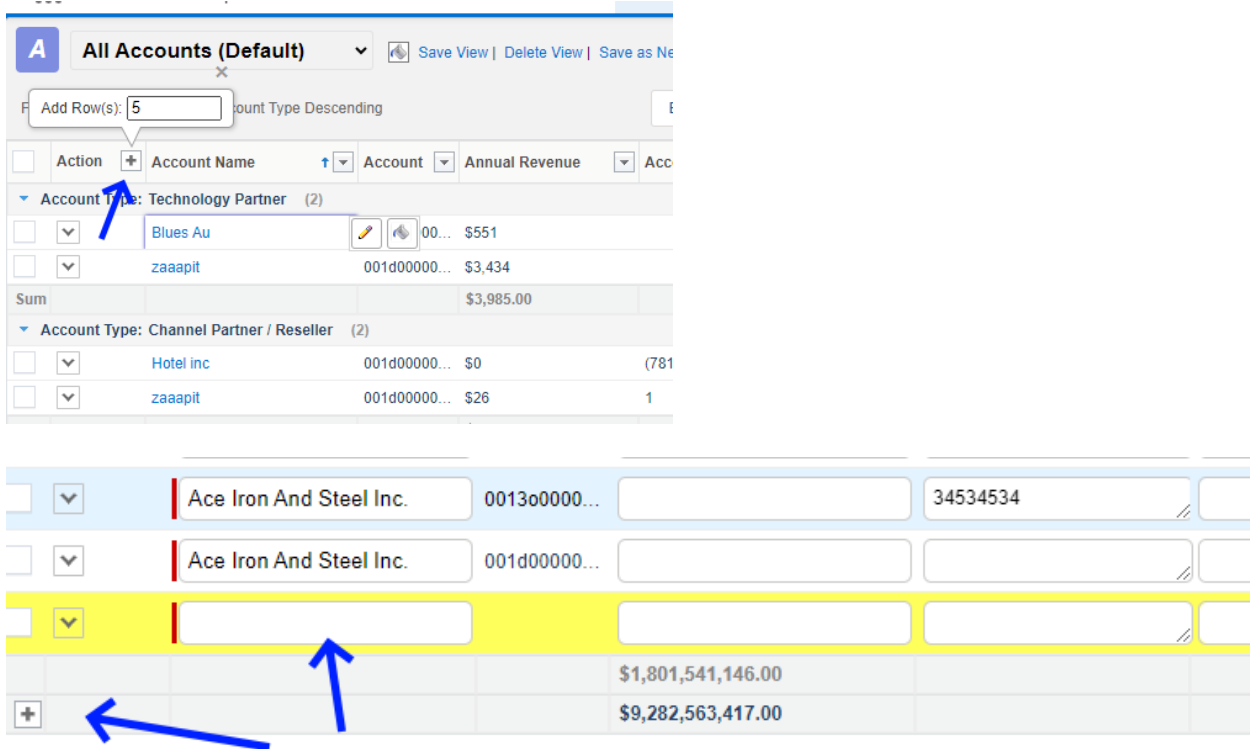 A All Accounts (Default) Save View | Delete View | Save as Ne
Add Row(s): 5 ount Type Descending
Action Account Name Account Annual Revenue Acc
Account Type: Technology Partner (2)
Blues Au 00... $551
zaaapit 001d00000... $3,434
Sum $3,985.00
Account Type: Channel Partner / Reseller (2)
Hotel inc 001d00000... $0 (781
zaaapit 001d00000... $26 1
Ace Iron And Steel Inc. 0013o0000... 34534534
Ace Iron And Steel Inc. 001d00000...
$1,801,541,146.00
$9,282,563,417.00